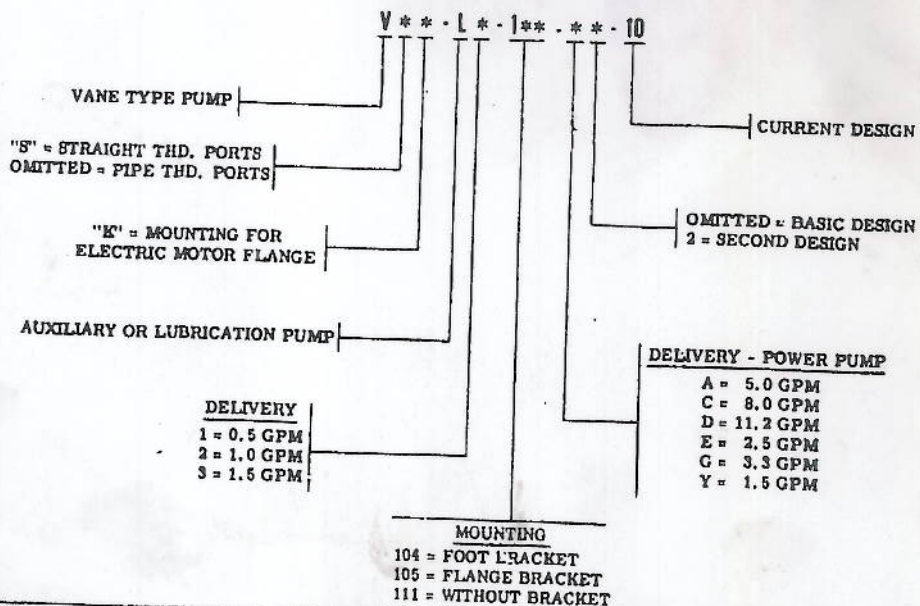 V * * - L * - 1 * * - * * - 10
VANE TYPE PUMP
CURRENT DESIGN
"S" = STRAIGHT THD. PORTS
OMITTED = PIPE THD. PORTS
OMITTED = BASIC DESIGN
2 = SECOND DESIGN
"K" = MOUNTING FOR
ELECTRIC MOTOR FLANGE
AUXILIARY OR LUBRICATION PUMP
DELIVERY - POWER PUMP
A = 5.0 GPM
C = 8.0 GPM
D = 11.2 GPM
E = 2.5 GPM
G = 3.3 GPM
Y = 1.5 GPM
DELIVERY
1 = 0.5 GPM
2 = 1.0 GPM
3 = 1.5 GPM
MOUNTING
104 = FOOT BRACKET
105 = FLANGE BRACKET
111 = WITHOUT BRACKET